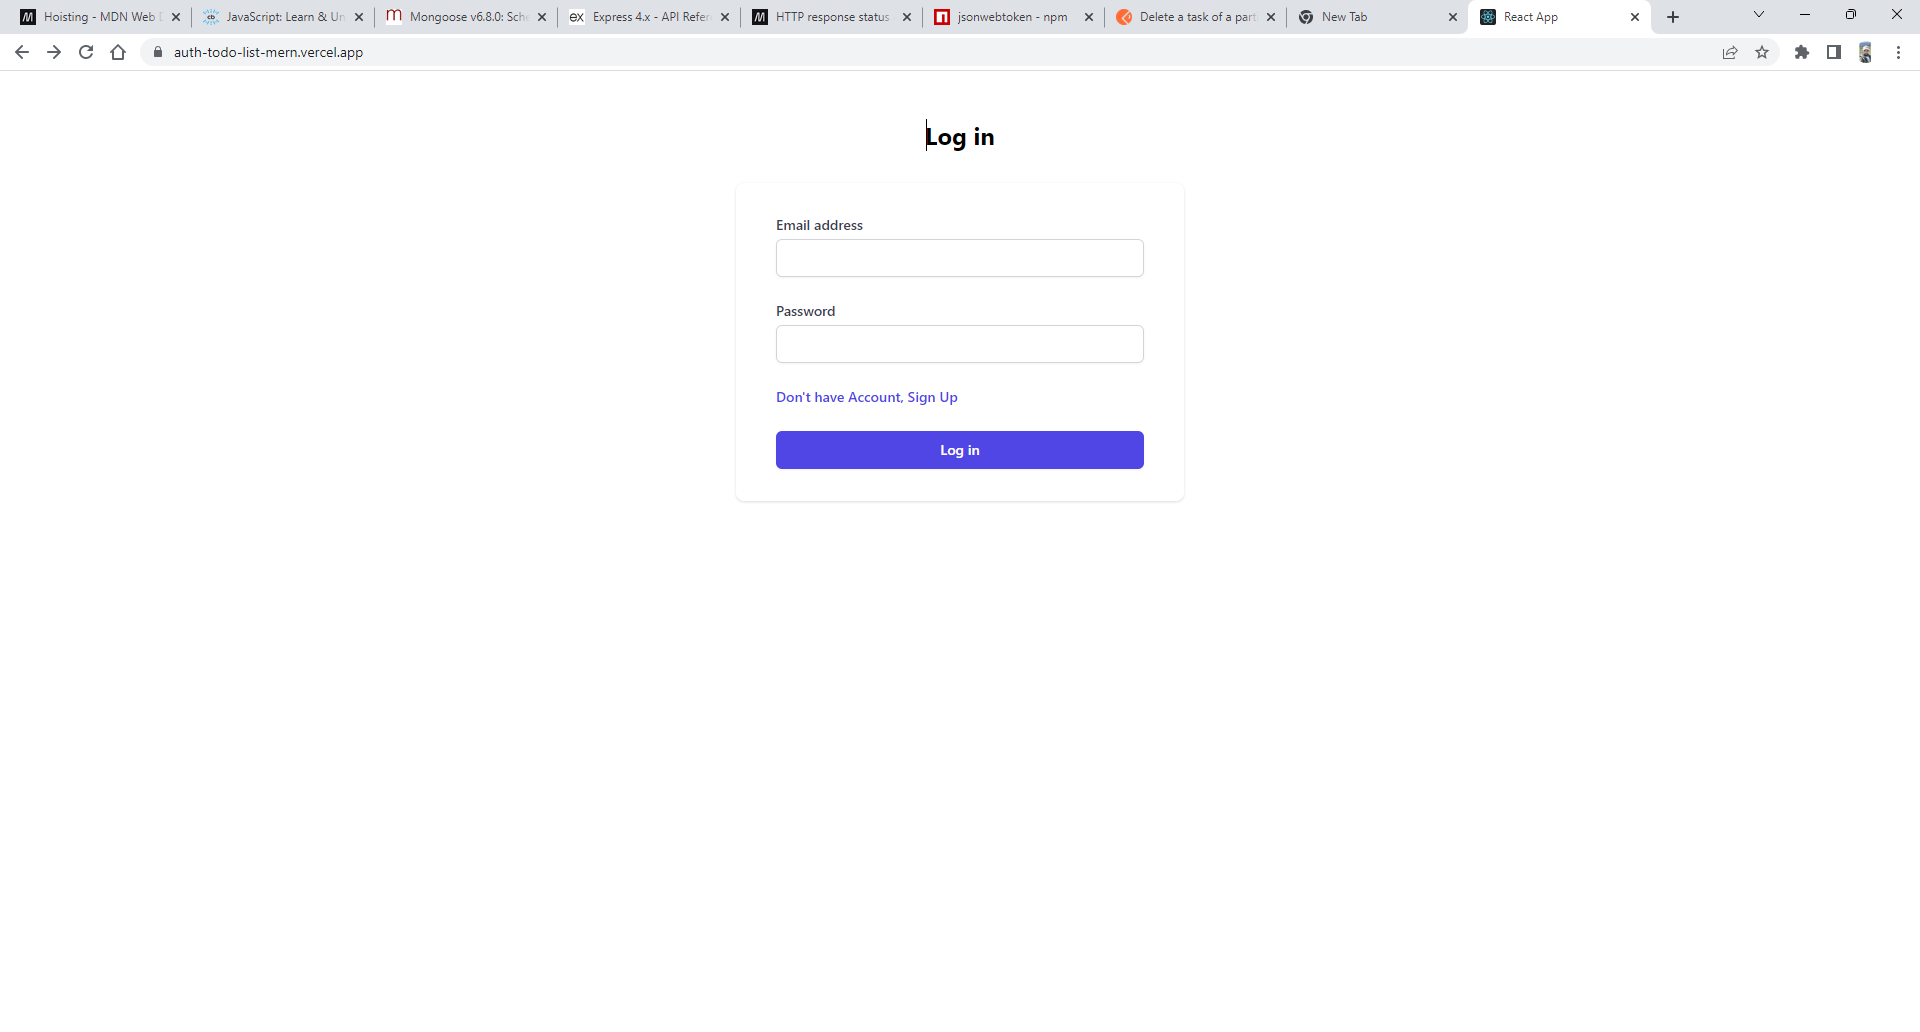 Hoisting - MDN Web
JavaScript: Learn & Un
Mongoose v6.8.0: Sche
ex Express 4.x - API Refer
HTTP response status
jsonwebtoken - npm
Delete a task of a part
New Tab
React App
auth-todo-list-mern.vercel.app
Log in
Email address
Password
Don't have Account, Sign Up
Log in